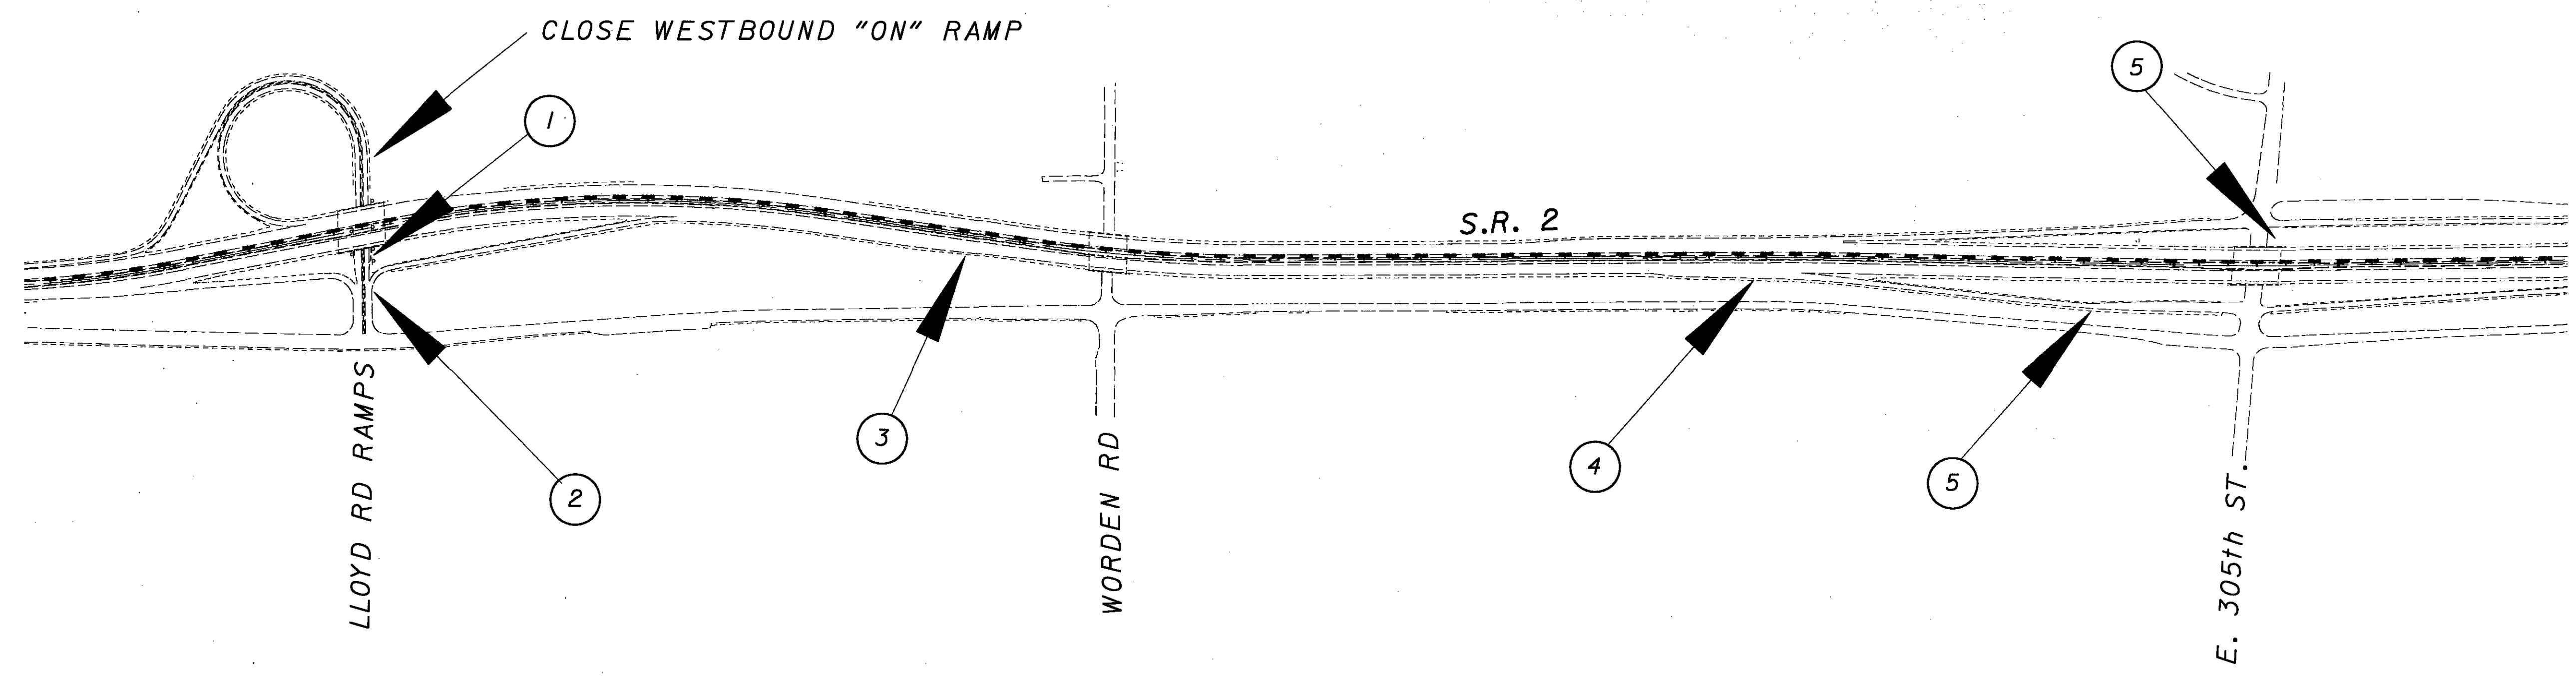 CLOSE WESTBOUND "ON" RAMP
5
1
S.R. 2
3
4
5
2
LLOYD RD RAMPS
WORDEN RD
E. 305th ST.